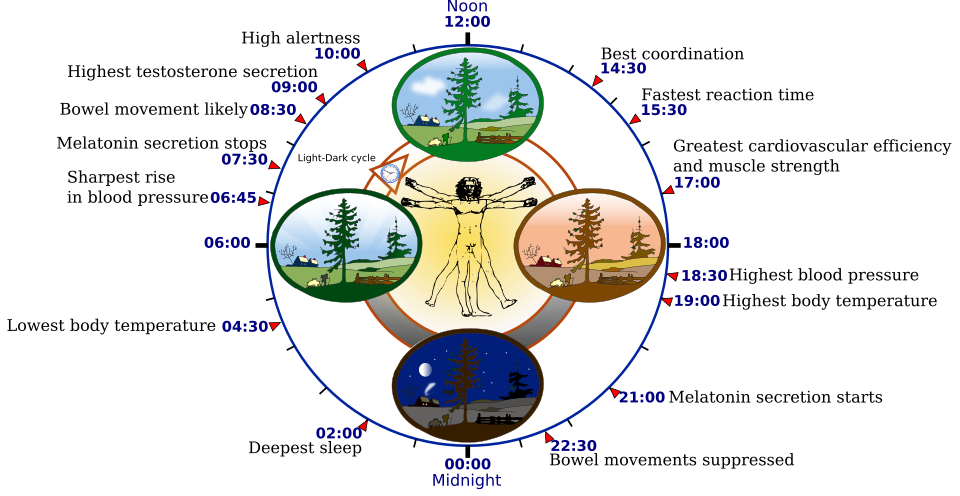 Noon
12:00
High alertness
10:00
Highest testosterone secretion
09:00
Bowel movement likely 08:30
Melatonin secretion stops
07:30
Sharpest rise
in blood pressure 06:45
06:00
Lowest body temperature 04:30
02:00
Deepest sleep
00:00
Midnight
Light-Dark cycle
Best coordination
14:30
Fastest reaction time
15:30
Greatest cardiovascular efficiency
and muscle strength
17:00
18:00
18:30 Highest blood pressure
19:00 Highest body temperature
21:00 Melatonin secretion starts
22:30
Bowel movements suppressed